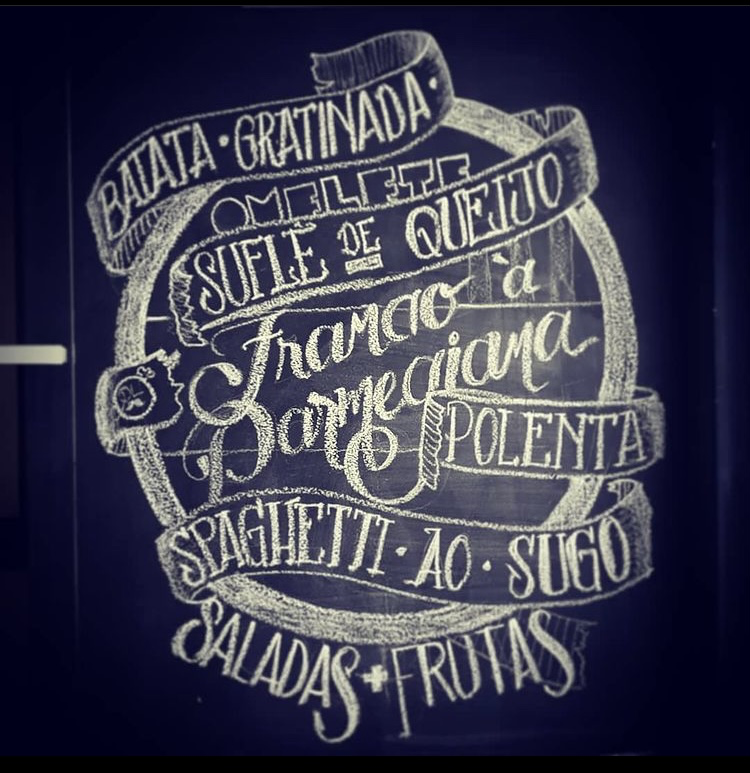 BATATA · GRATINADA ·
OMELETE
SUFLÊ DE QUEIJO
Frango à
Parmegiana
POLENTA
SPAGHETTI · AO · SUGO
SALADAS + FRUTAS